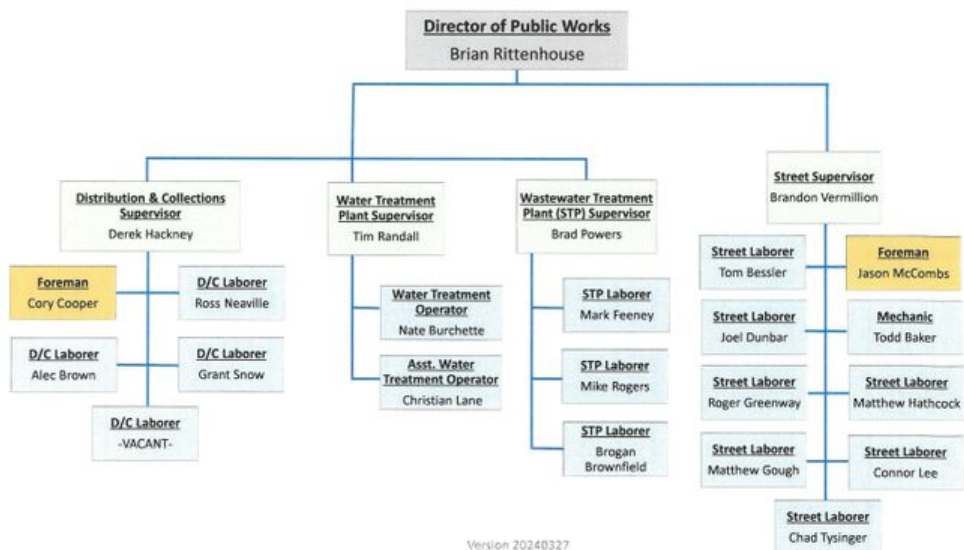 Director of Public Works
Brian Rittenhouse
Distribution & Collections
Supervisor
Derek Hackney
Foreman
Cory Cooper
D/C Laborer
Ross Neaville
D/C Laborer
Alec Brown
D/C Laborer
Grant Snow
D/C Laborer
-VACANT-
Water Treatment
Plant Supervisor
Tim Randall
Water Treatment
Operator
Nate Burchette
Asst. Water
Treatment Operator
Christian Lane
Wastewater Treatment
Plant (STP) Supervisor
Brad Powers
STP Laborer
Mark Feeney
STP Laborer
Mike Rogers
STP Laborer
Brogan
Brownfield
Street Supervisor
Brandon Vermillion
Street Laborer
Tom Bessler
Foreman
Jason McCombs
Street Laborer
Joel Dunbar
Mechanic
Todd Baker
Street Laborer
Roger Greenway
Street Laborer
Matthew Hathcock
Street Laborer
Matthew Gough
Street Laborer
Connor Lee
Street Laborer
Chad Tysinger
Version 20240327